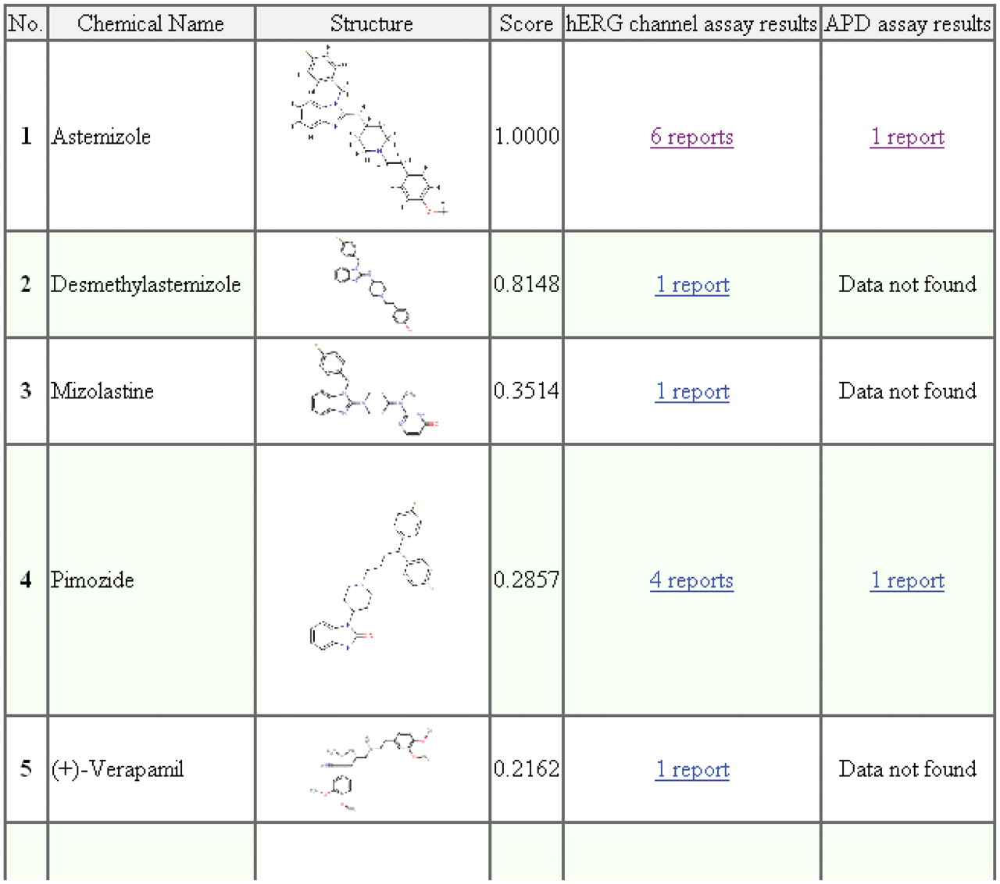 No. Chemical Name Structure Score hERG channel assay results APD assay results
1 Astemizole 1.0000 6 reports 1 report
2 Desmethylastemizole 0.8148 1 report Data not found
3 Mizolastine 0.3514 1 report Data not found
4 Pimozide 0.2857 4 reports 1 report
5 (+)-Verapamil 0.2162 1 report Data not found